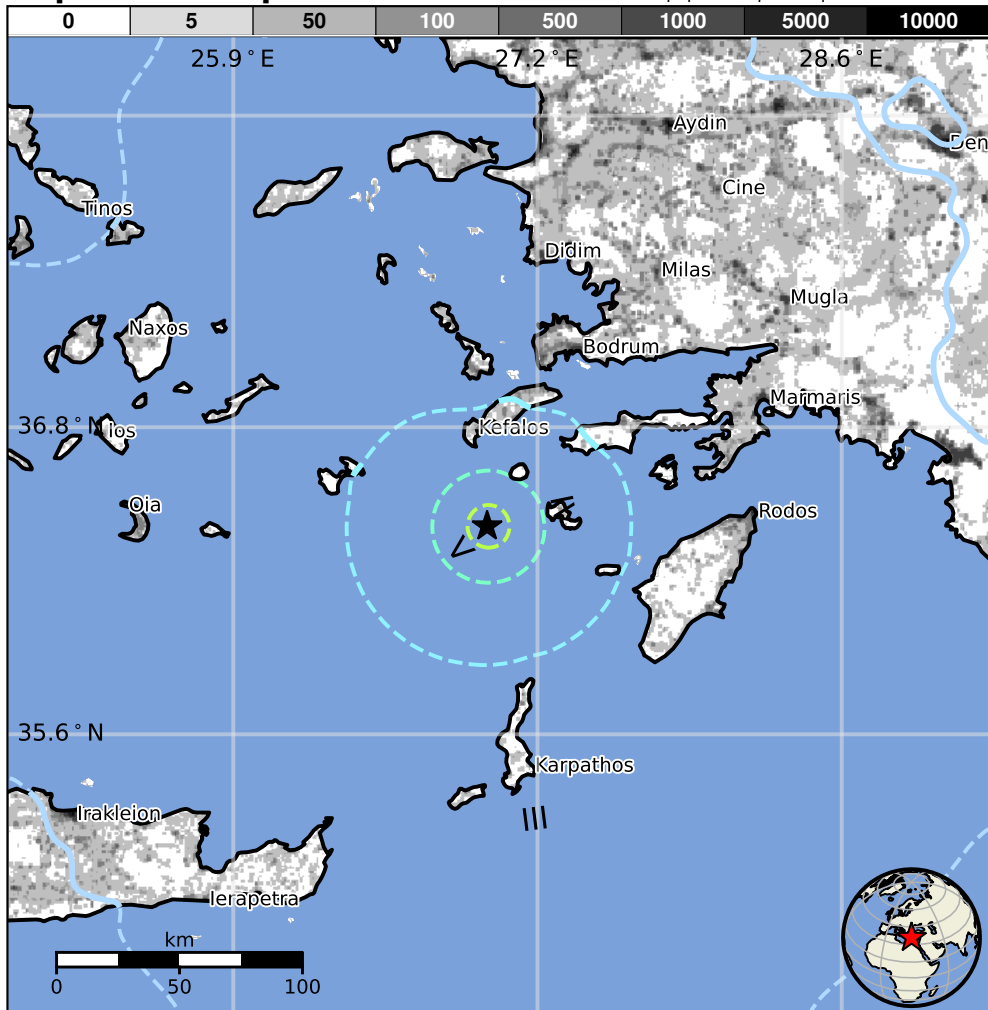 0 5 50 100 500 1000 5000 10000
25.9°E 27.2°E 28.6°E
Aydin
Den
Cine
Tinos
Didim
Milas
Mugla
Naxos
Bodrum
Marmaris
36.8°N
Ios
Kefalos
Oia
Rodos
IV
V
35.6°N
Karpathos
III
Irakleion
Ierapetra
km
0 50 100